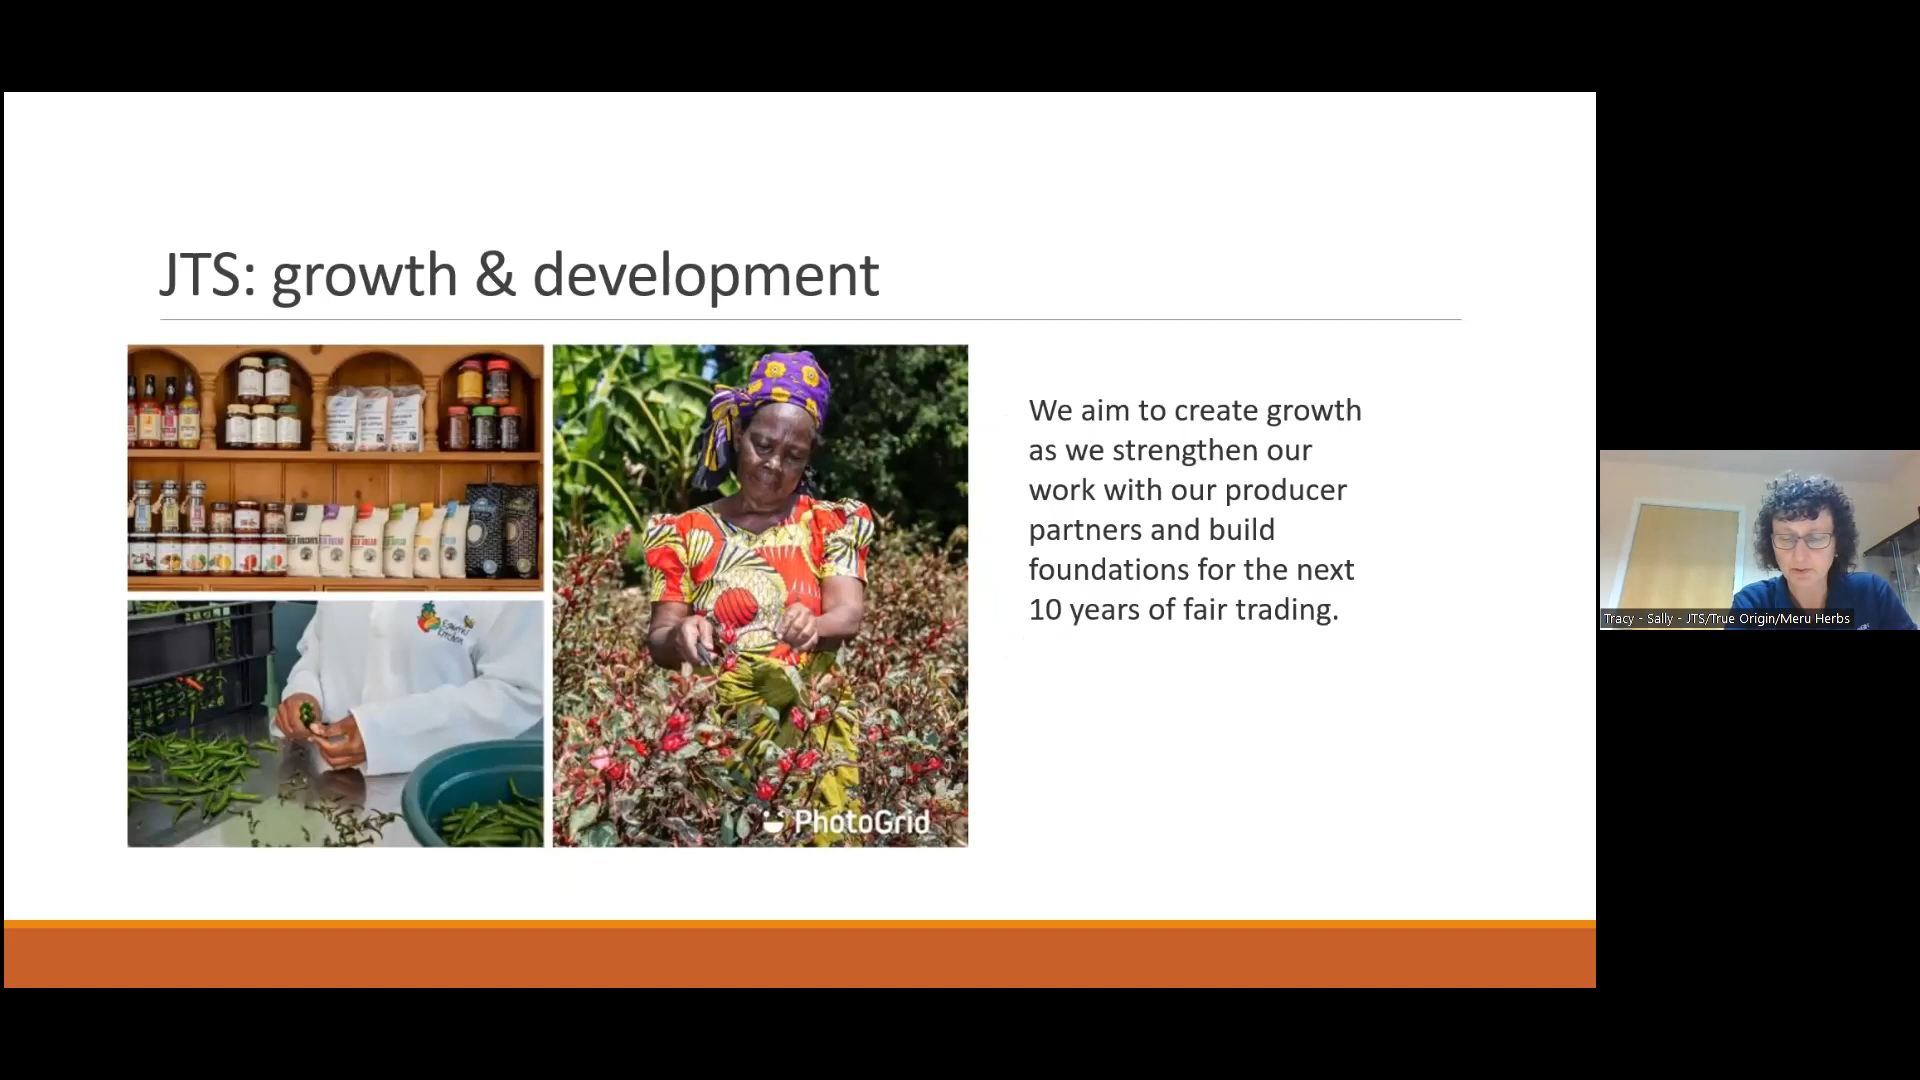 JTS: growth & development
We aim to create growth
as we strengthen our
work with our producer
partners and build
foundations for the next
10 years of fair trading.
PhotoGrid
Tracy - Sally - JTS/True Origin/Meru Herbs